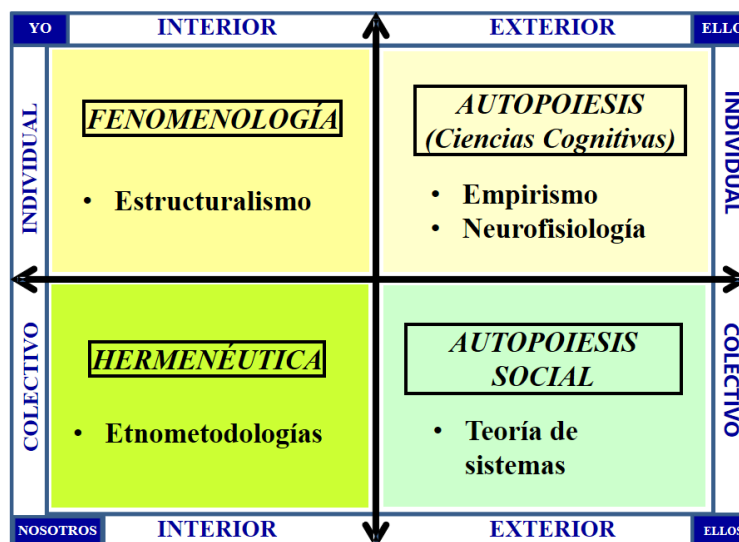 YO
INTERIOR
EXTERIOR
ELLO
INDIVIDUAL
FENOMENOLOGÍA
• Estructuralismo
AUTOPOIESIS
(Ciencias Cognitivas)
• Empirismo
• Neurofisiología
INDIVIDUAL
COLECTIVO
HERMENÉUTICA
• Etnometodologías
AUTOPOIESIS
SOCIAL
• Teoría de
sistemas
COLECTIVO
NOSOTROS
INTERIOR
EXTERIOR
ELLOS